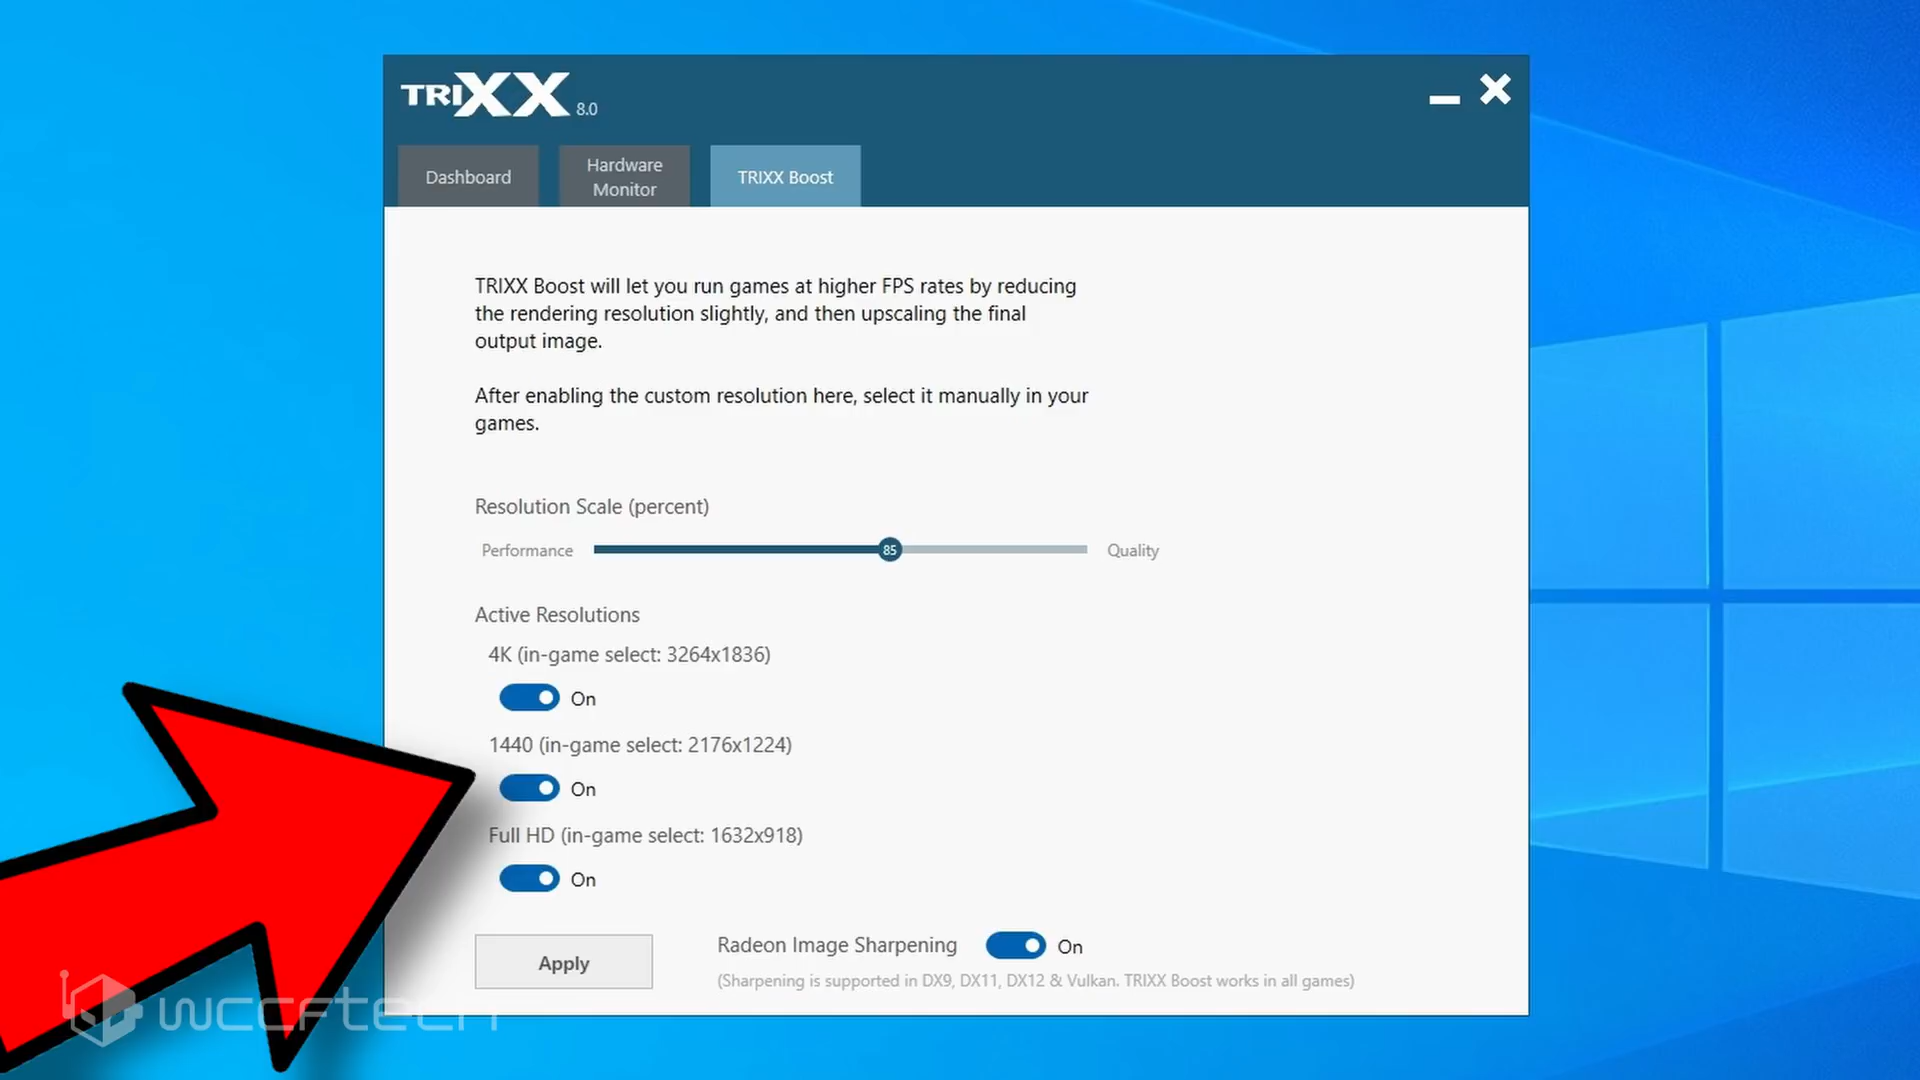 TRIXX 8.0
Dashboard
Hardware
Monitor
TRIXX Boost
TRIXX Boost will let you run games at higher FPS rates by reducing
the rendering resolution slightly, and then upscaling the final
output image.
After enabling the custom resolution here, select it manually in your
games.
Resolution Scale (percent)
Performance 85 Quality
Active Resolutions
4K (in-game select: 3264x1836)
On
1440 (in-game select: 2176x1224)
On
Full HD (in-game select: 1632x918)
On
Apply
Radeon Image Sharpening On
(Sharpening is supported in DX9, DX11, DX12 & Vulkan. TRIXX Boost works in all games)
wccftech